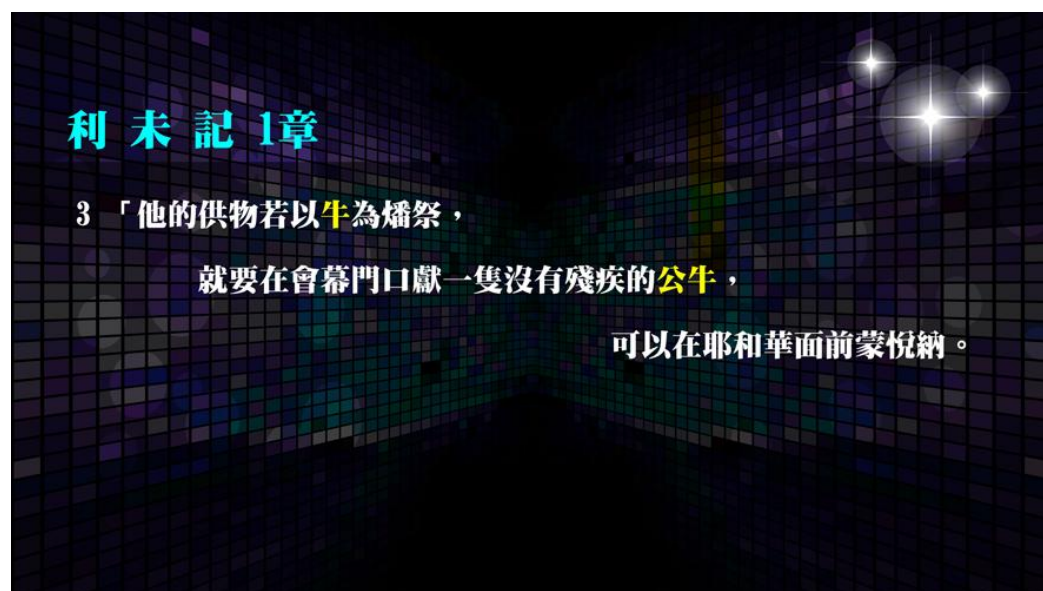 利未記 1章
3 「他的供物若以牛為燔祭，
就要在會幕門口獻一隻沒有殘疾的公牛，
可以在耶和華面前蒙悅納。